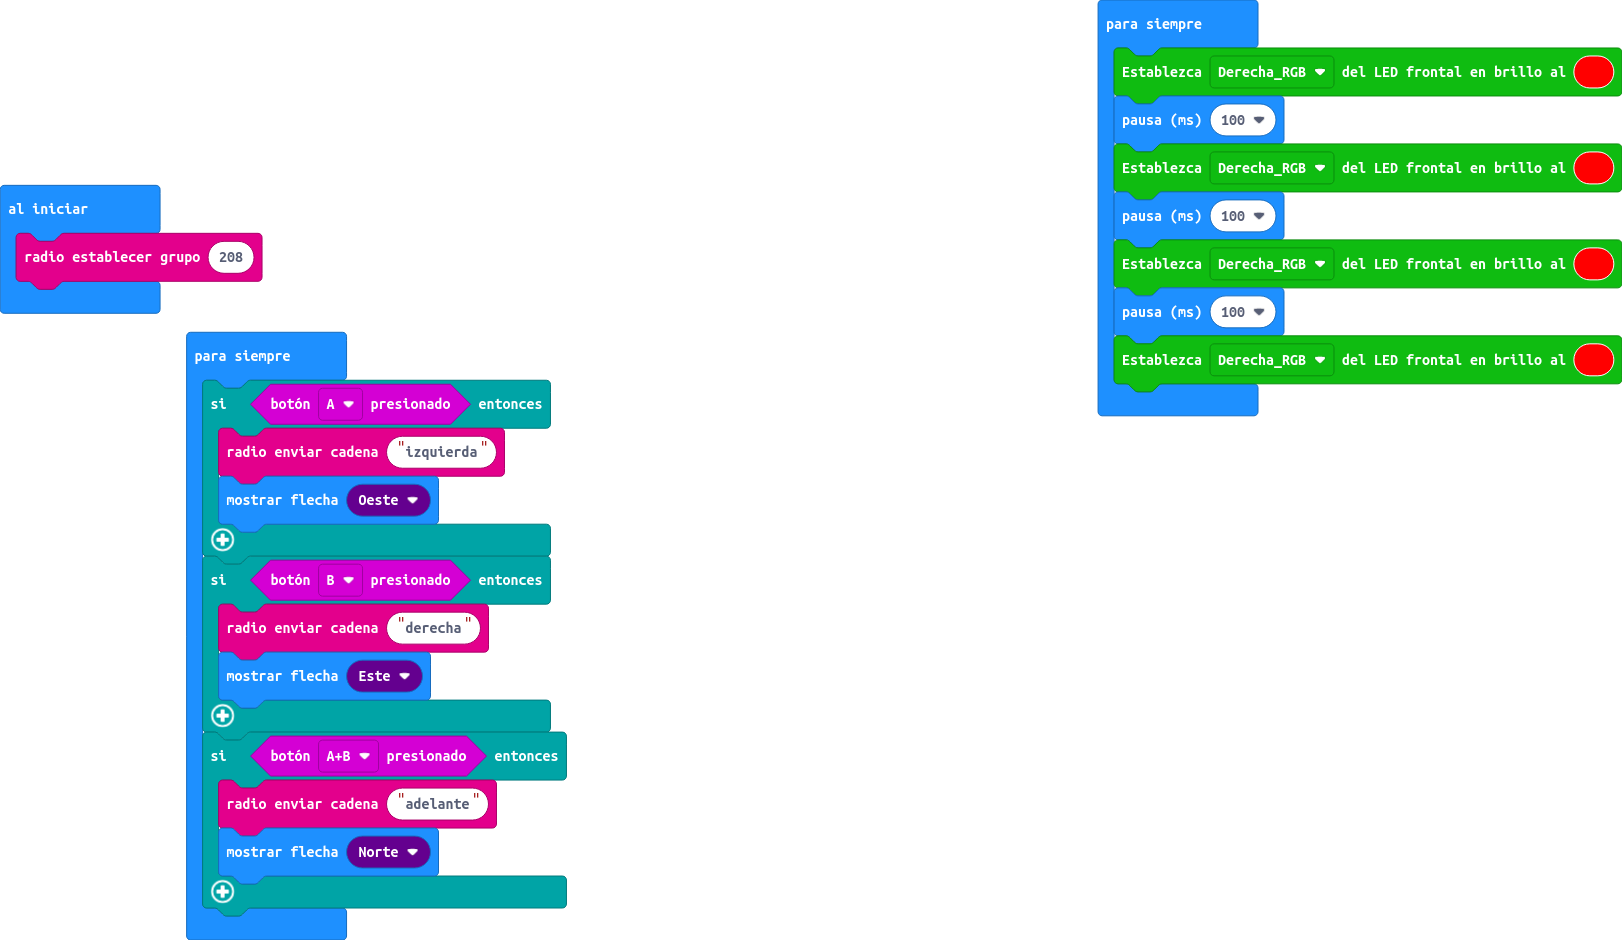 al iniciar
radio establecer grupo 208
para siempre
si botón A presionado entonces
radio enviar cadena "izquierda"
mostrar flecha Oeste
si botón B presionado entonces
radio enviar cadena "derecha"
mostrar flecha Este
si botón A+B presionado entonces
radio enviar cadena "adelante"
mostrar flecha Norte
para siempre
Establezca Derecha_RGB del LED frontal en brillo al
pausa (ms) 100
Establezca Derecha_RGB del LED frontal en brillo al
pausa (ms) 100
Establezca Derecha_RGB del LED frontal en brillo al
pausa (ms) 100
Establezca Derecha_RGB del LED frontal en brillo al